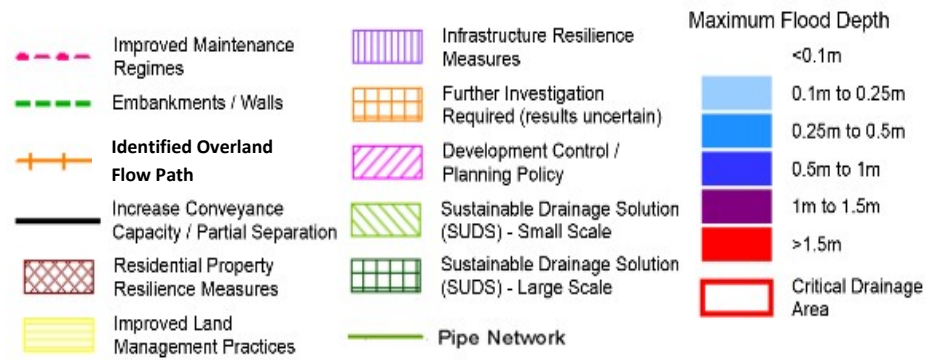 Improved Maintenance
Regimes
Embankments / Walls
Identified Overland
Flow Path
Increase Conveyance
Capacity / Partial Separation
Residential Property
Resilience Measures
Improved Land
Management Practices
Infrastructure Resilience
Measures
Further Investigation
Required (results uncertain)
Development Control /
Planning Policy
Sustainable Drainage Solution
(SUDS) - Small Scale
Sustainable Drainage Solution
(SUDS) - Large Scale
Pipe Network
Maximum Flood Depth
<0.1m
0.1m to 0.25m
0.25m to 0.5m
0.5m to 1m
1m to 1.5m
>1.5m
Critical Drainage
Area